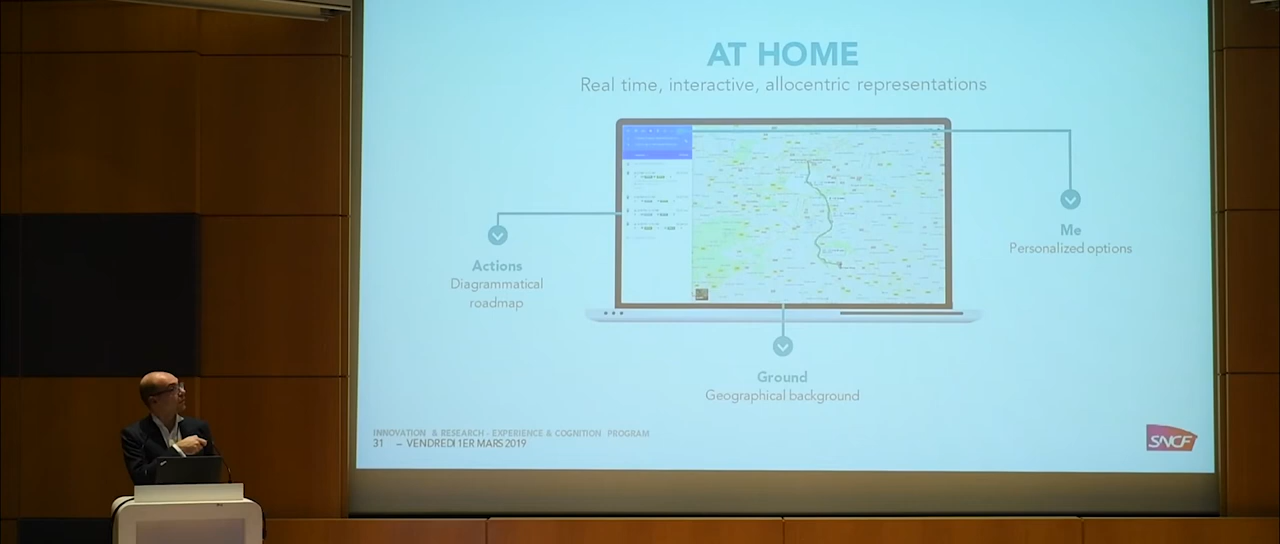 AT HOME
Real time, interactive, allocentric representations
Me
Personalized options
Actions
Diagrammatical
roadmap
Ground
Geographical background
INNOVATION & RESEARCH - EXPERIENCE & COGNITION PROGRAM
31 – VENDREDI 1ER MARS 2019
SNCF